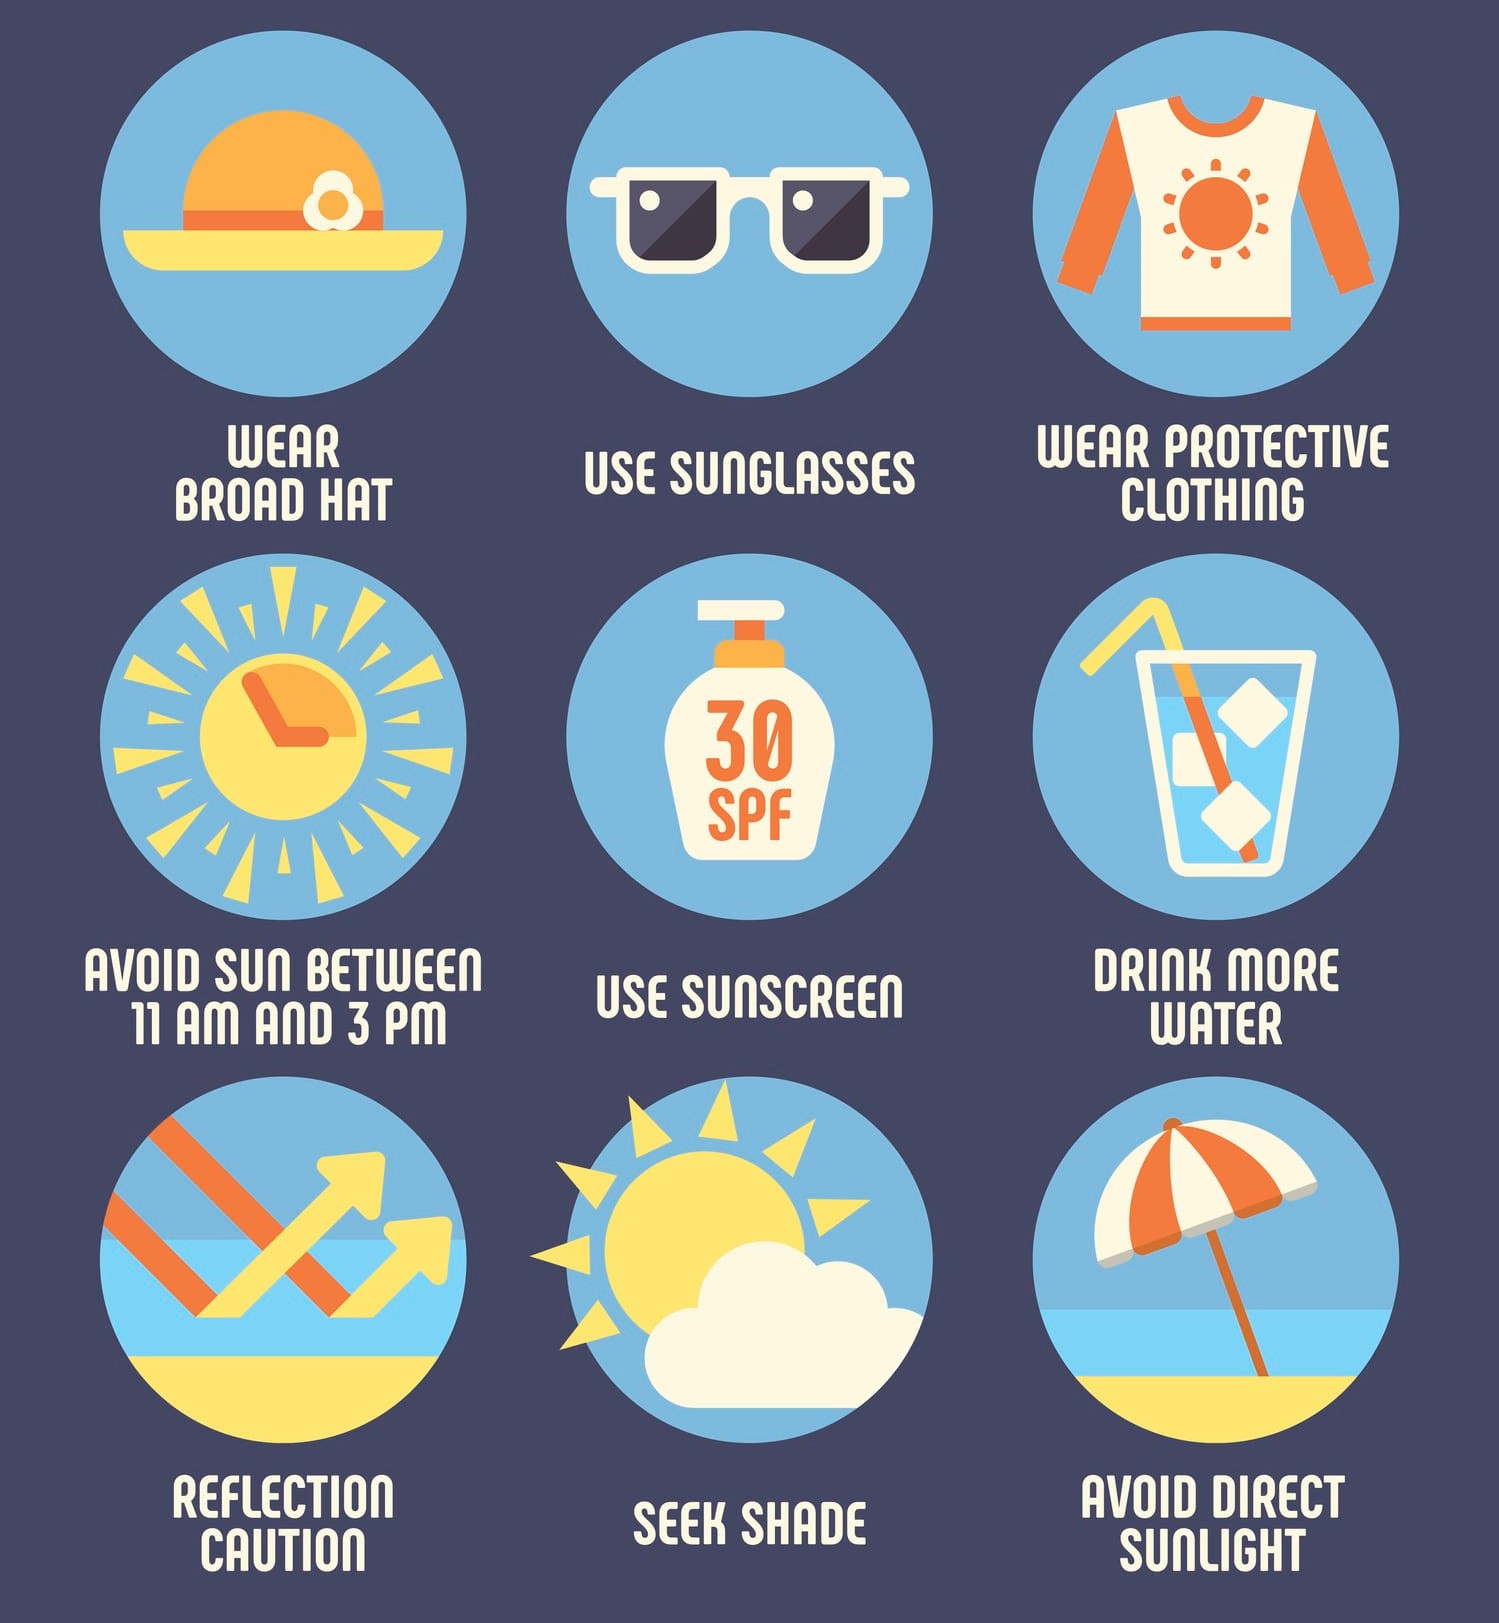 WEAR
BROAD HAT
USE SUNGLASSES
WEAR PROTECTIVE
CLOTHING
30
SPF
AVOID SUN BETWEEN
11 AM AND 3 PM
USE SUNSCREEN
DRINK MORE
WATER
REFLECTION
CAUTION
SEEK SHADE
AVOID DIRECT
SUNLIGHT